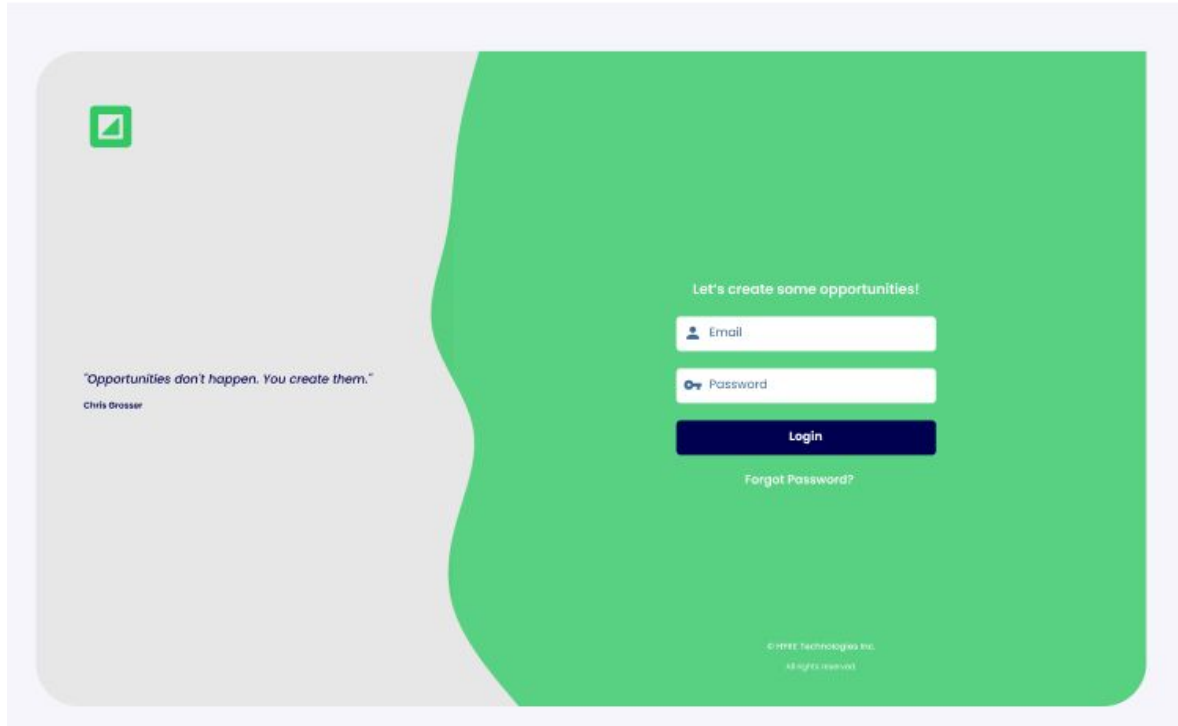 "Opportunities don't happen. You create them."
Chris Grosser
Let's create some opportunities!
Email
Password
Login
Forgot Password?
© Technologies Inc.
All rights reserved.